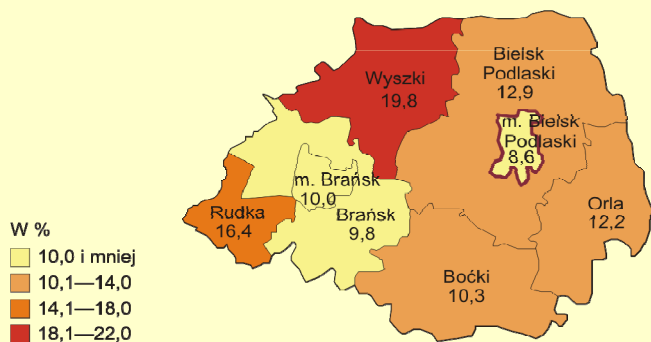 Wyszki
19,8
Bielsk
Podlaski
12,9
m. Bielsk
Podlaski
8,6
m. Brańsk
10,0
Brańsk
9,8
Rudka
16,4
Orla
12,2
Boćki
10,3
W %
10,0 i mniej
10,1—14,0
14,1—18,0
18,1—22,0